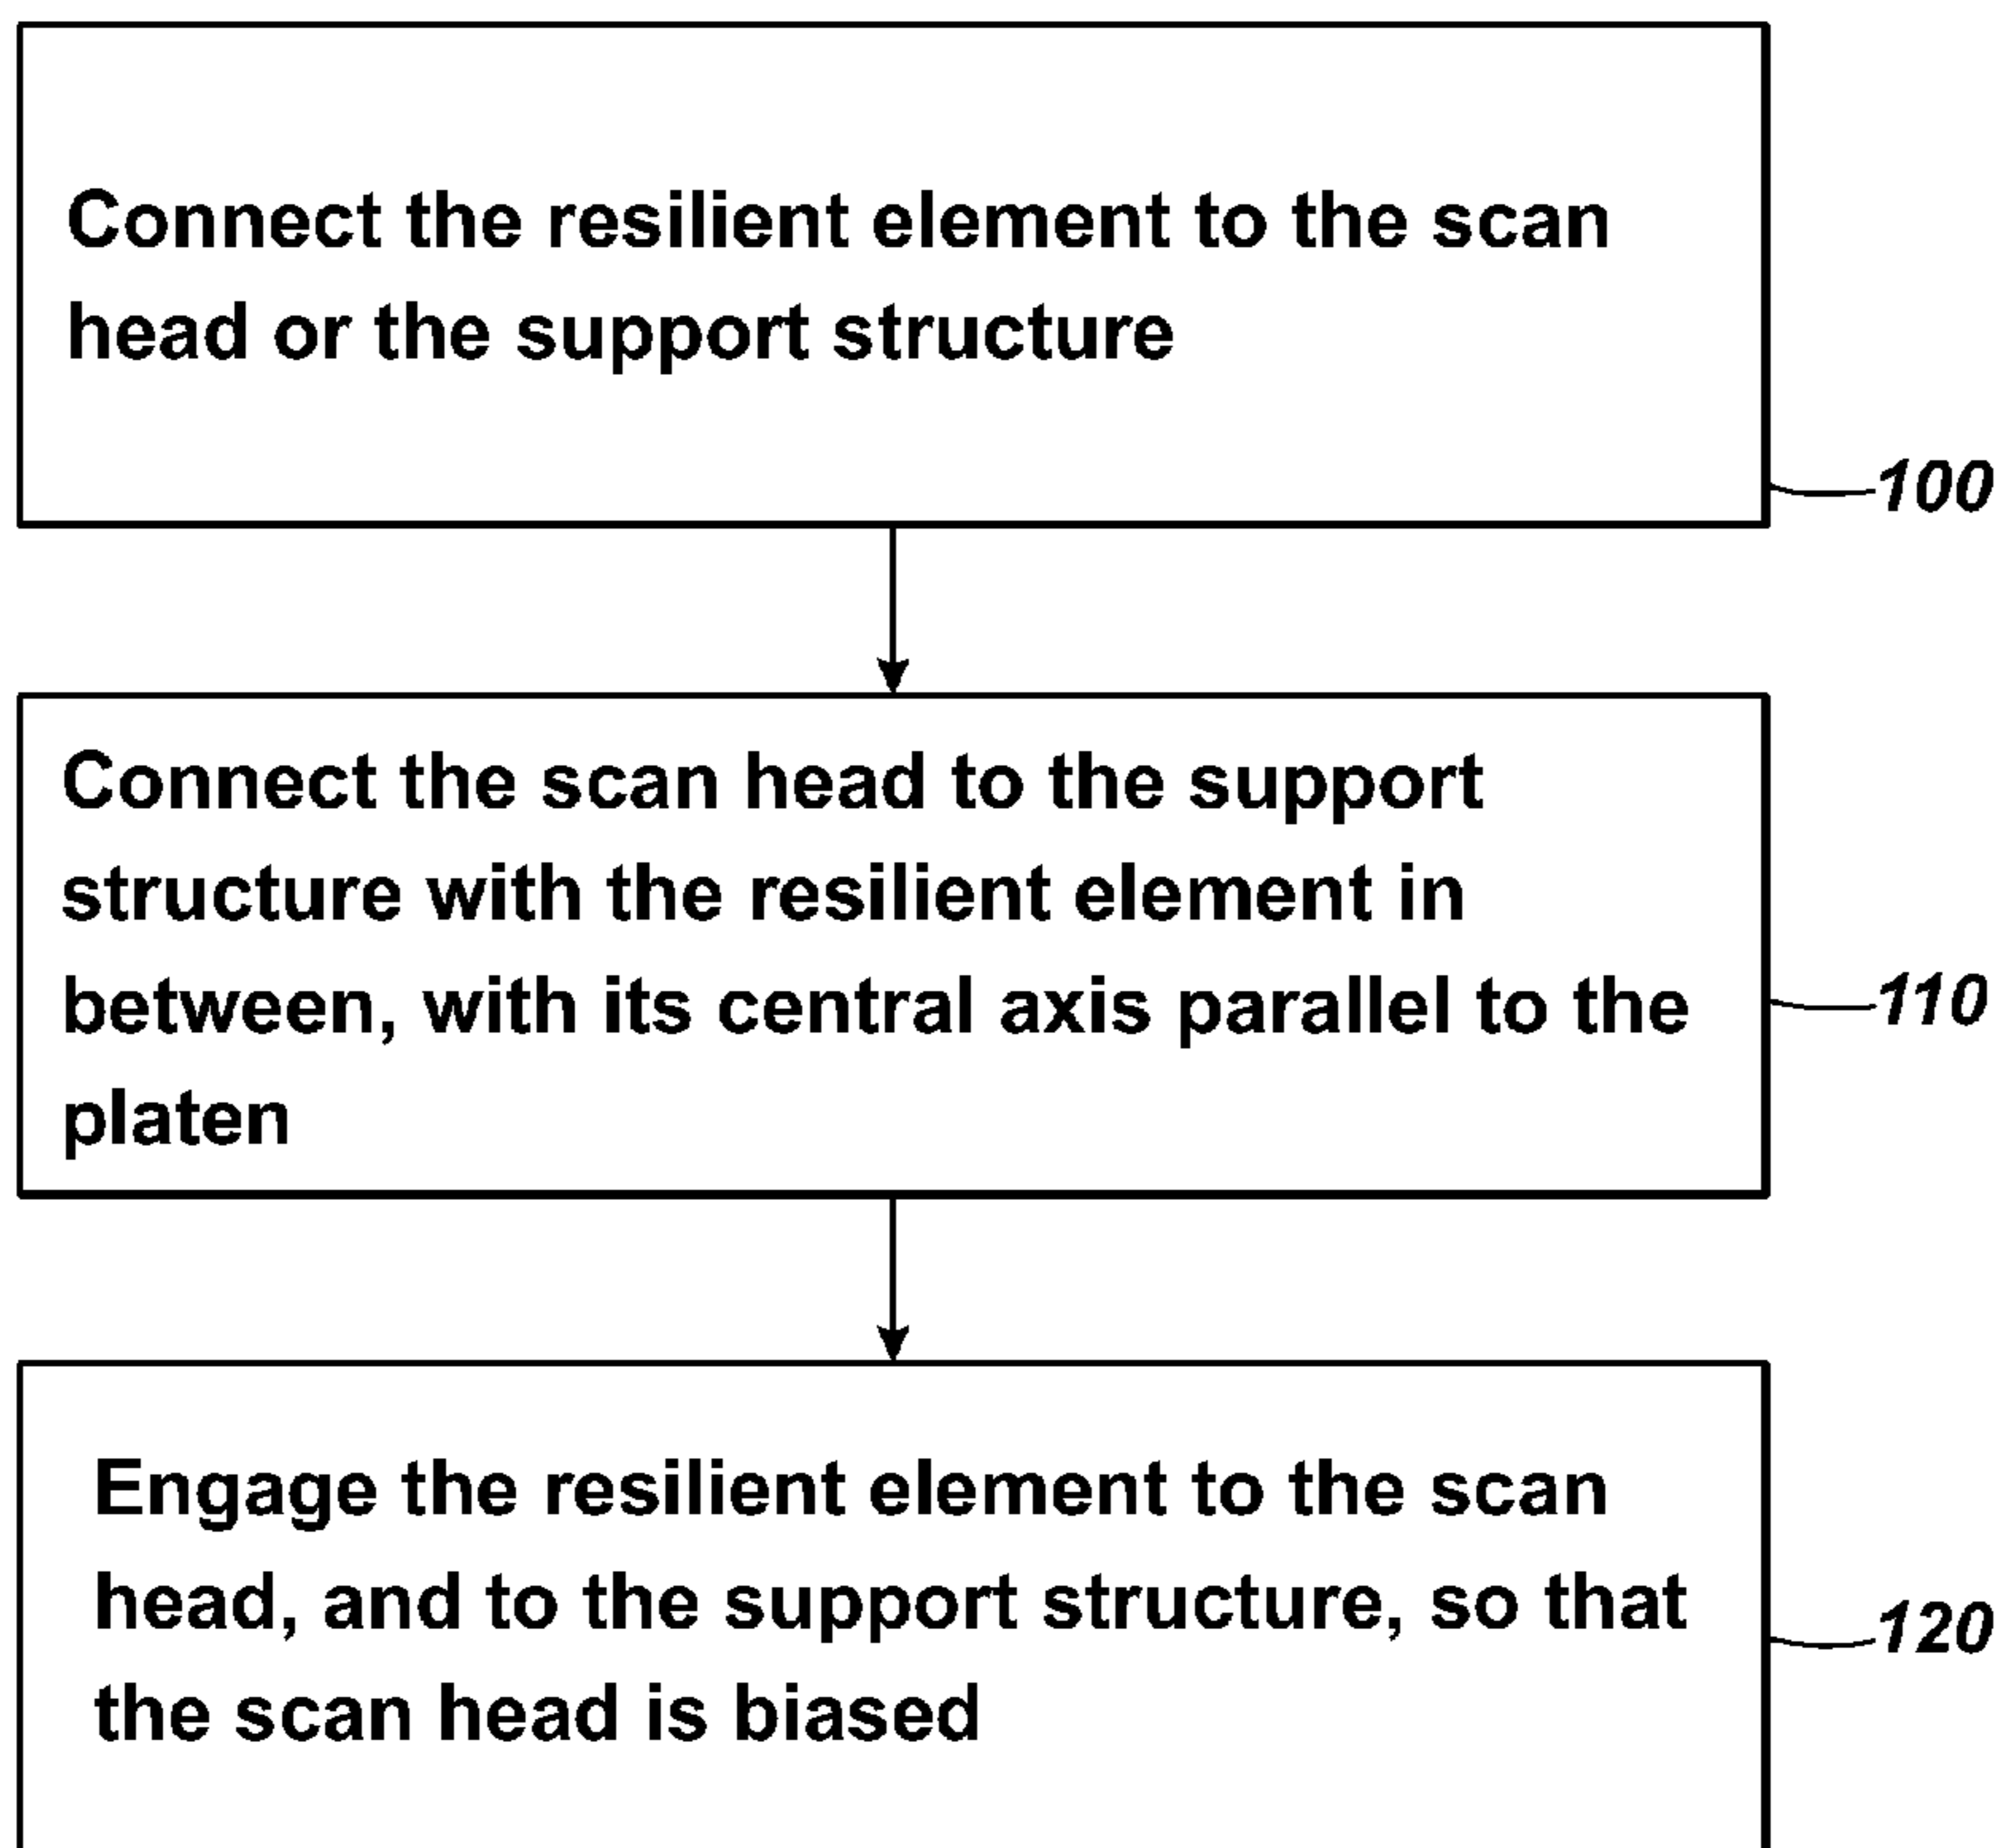 Connect the resilient element to the scan
head or the support structure
100
Connect the scan head to the support
structure with the resilient element in
between, with its central axis parallel to the
platen
110
Engage the resilient element to the scan
head, and to the support structure, so that
the scan head is biased
120